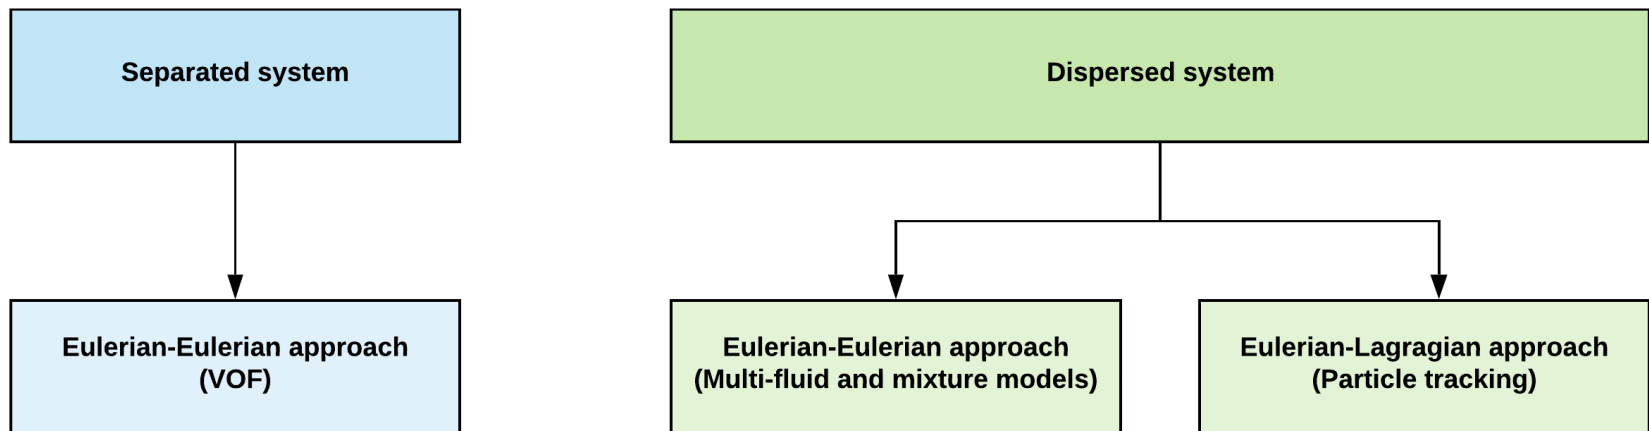 Separated system
Dispersed system
Eulerian-Eulerian approach
(VOF)
Eulerian-Eulerian approach
(Multi-fluid and mixture models)
Eulerian-Lagragian approach
(Particle tracking)